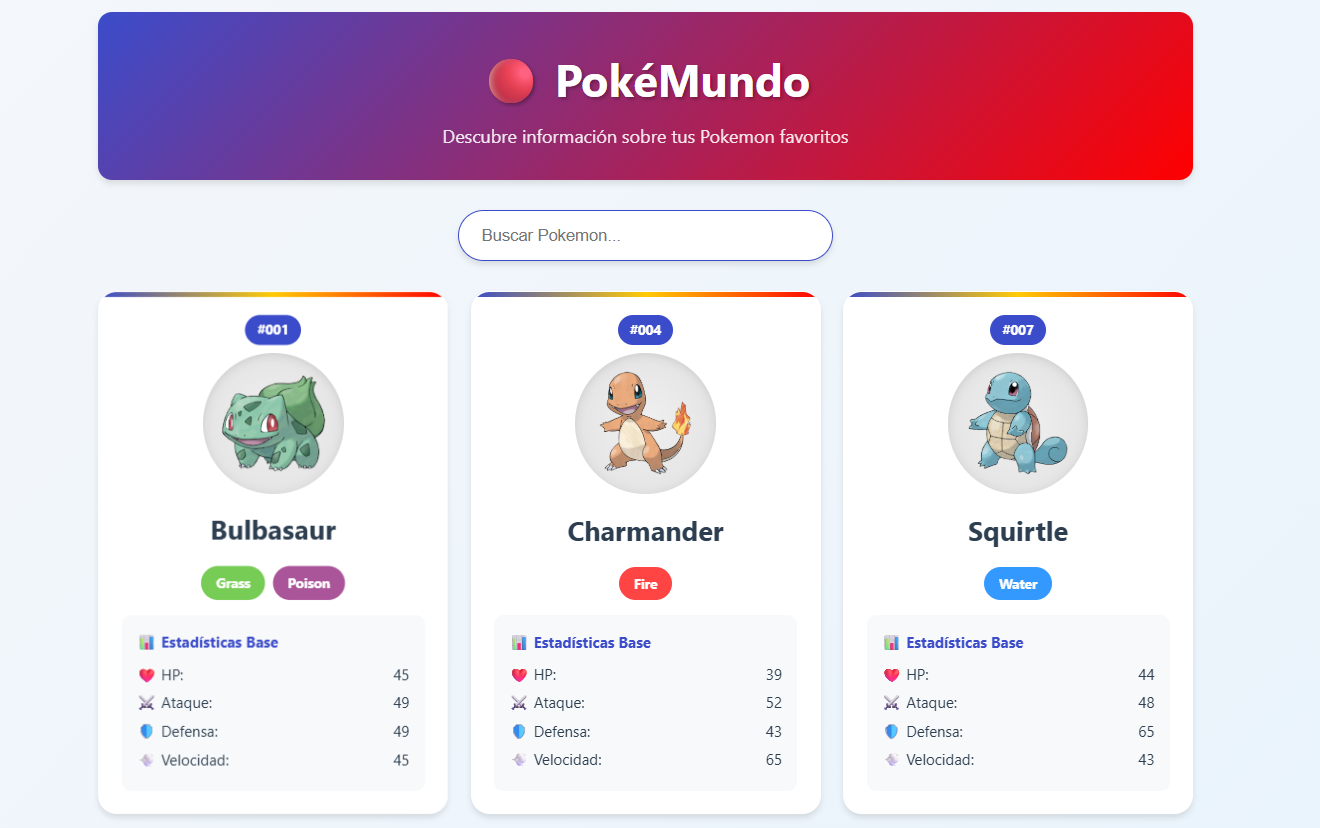 PokéMundo
Descubre información sobre tus Pokemon favoritos
Buscar Pokemon...
#001
Bulbasaur
Grass Poison
Estadísticas Base
HP: 45
Ataque: 49
Defensa: 49
Velocidad: 45
#004
Charmander
Fire
Estadísticas Base
HP: 39
Ataque: 52
Defensa: 43
Velocidad: 65
#007
Squirtle
Water
Estadísticas Base
HP: 44
Ataque: 48
Defensa: 65
Velocidad: 43